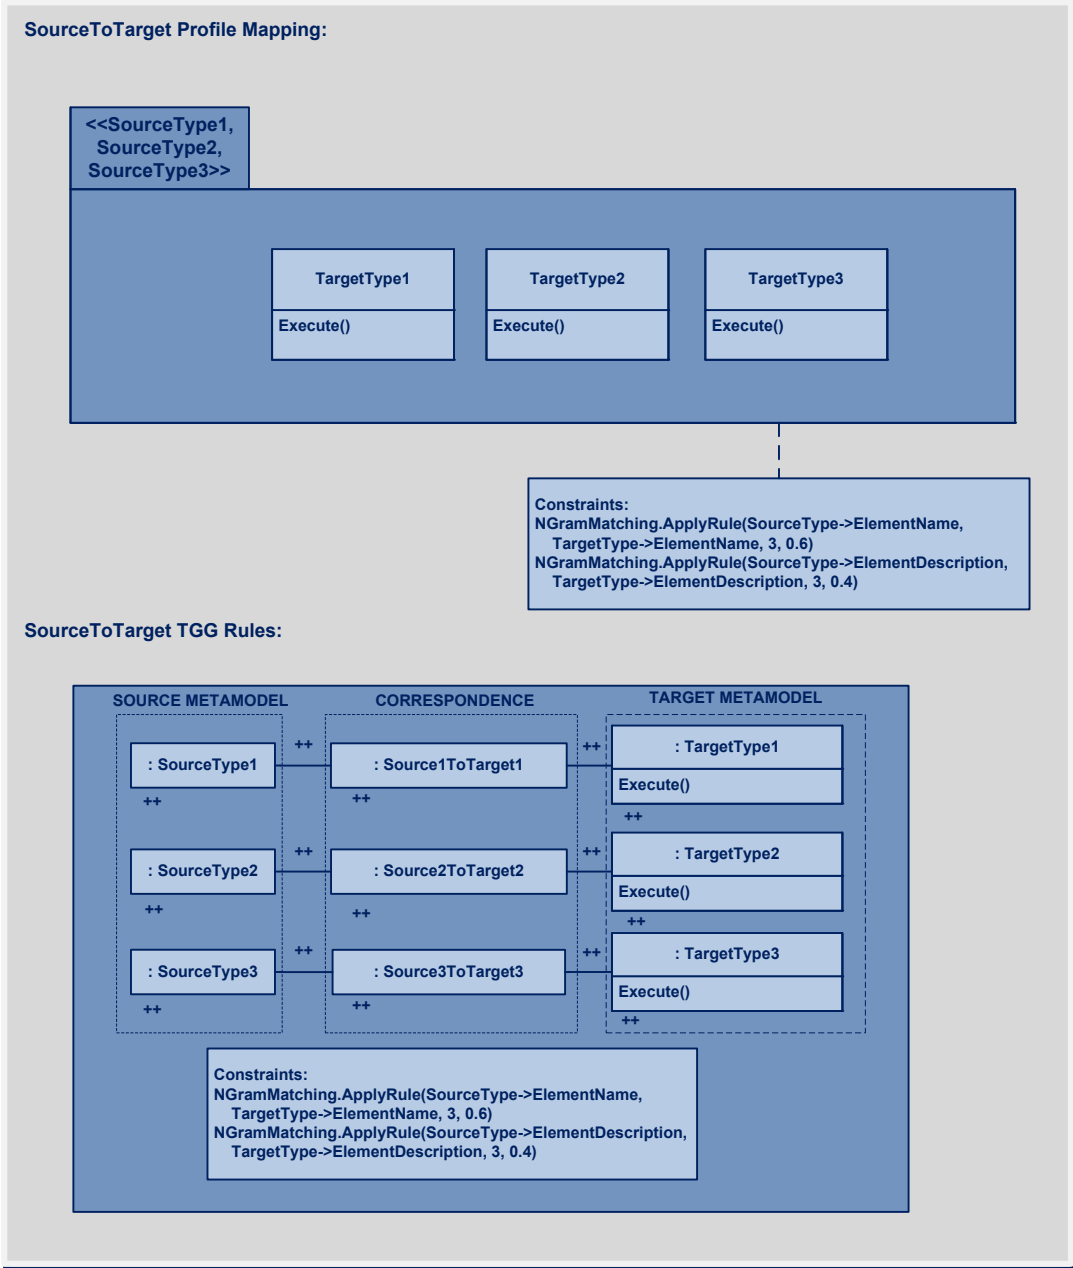 SourceToTarget Profile Mapping:
<<SourceType1,
SourceType2,
SourceType3>>
TargetType1
TargetType2
TargetType3
Execute()
Execute()
Execute()
Constraints:
NGramMatching.ApplyRule(SourceType->ElementName,
TargetType->ElementName, 3, 0.6)
NGramMatching.ApplyRule(SourceType->ElementDescription,
TargetType->ElementDescription, 3, 0.4)
SourceToTarget TGG Rules:
SOURCE METAMODEL
CORRESPONDENCE
TARGET METAMODEL
++
++
: SourceType1
: Source1ToTarget1
: TargetType1
Execute()
++
++
++
++
++
: SourceType2
: Source2ToTarget2
: TargetType2
Execute()
++
++
++
++
++
: SourceType3
: Source3ToTarget3
: TargetType3
Execute()
++
++
++
Constraints:
NGramMatching.ApplyRule(SourceType->ElementName,
TargetType->ElementName, 3, 0.6)
NGramMatching.ApplyRule(SourceType->ElementDescription,
TargetType->ElementDescription, 3, 0.4)